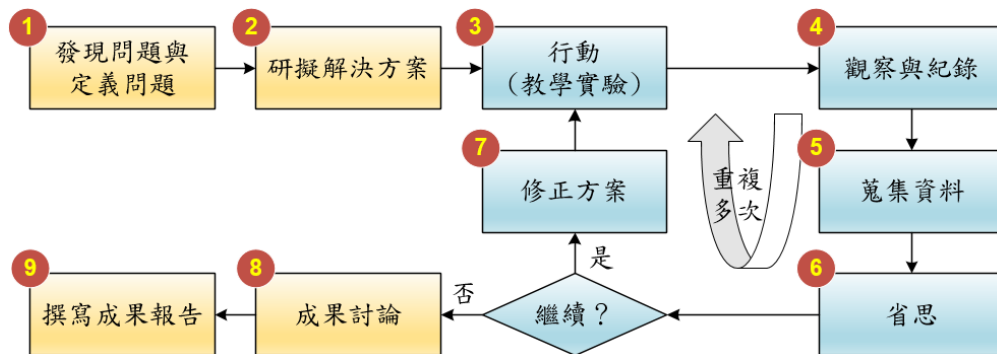 1
發現問題與
定義問題
2
研擬解決方案
3
行動
(教學實驗)
4
觀察與紀錄
5
蒐集資料
6
省思
繼續?
是
否
7
修正方案
重複
多次
8
成果討論
9
撰寫成果報告